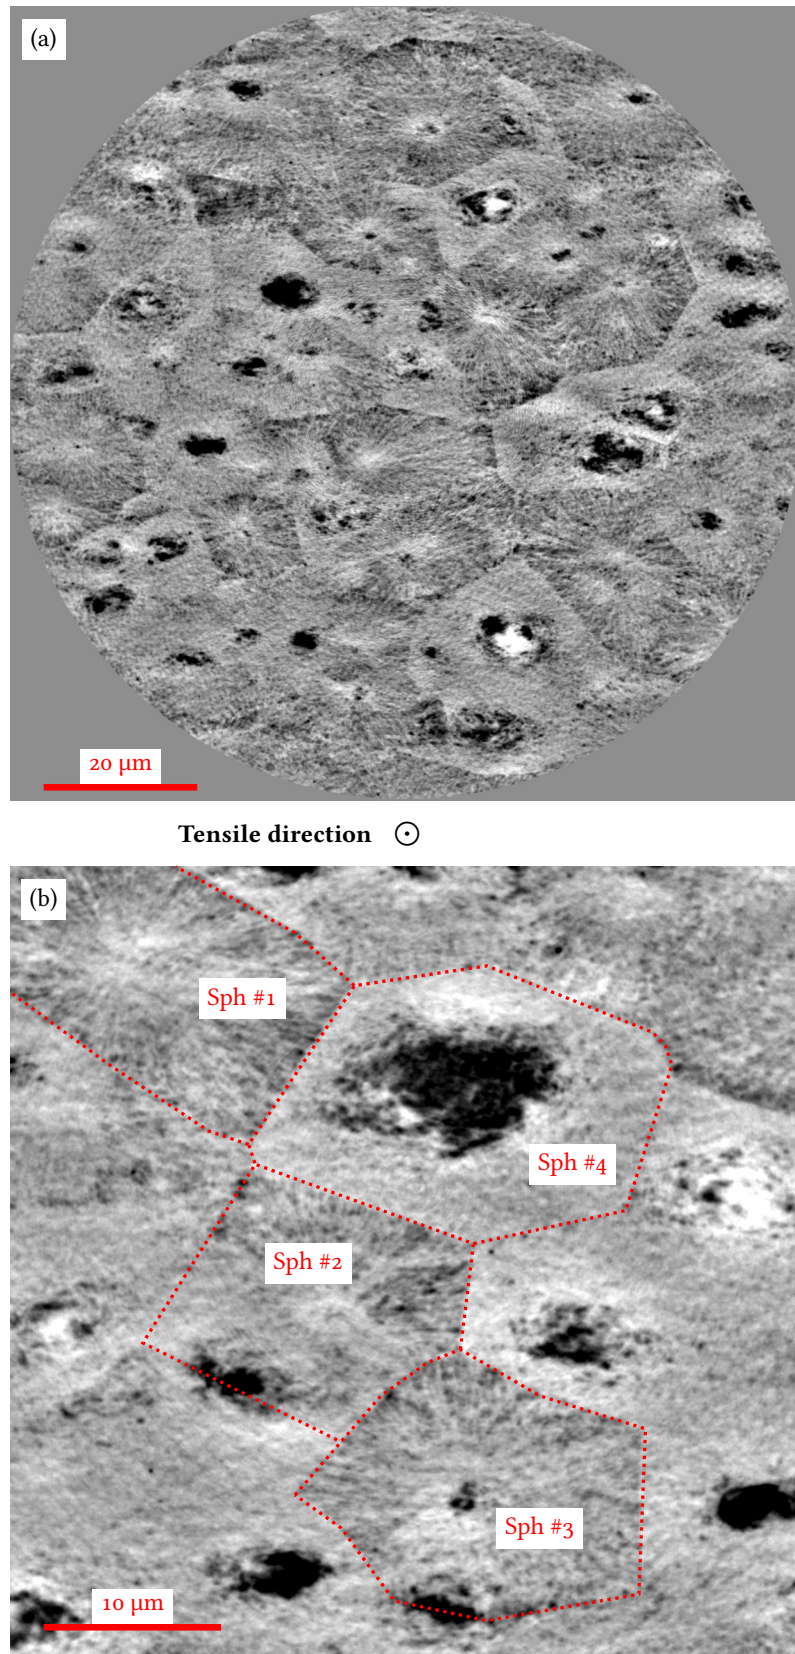 (a)
20 µm
Tensile direction ⊙
(b)
Sph #1
Sph #4
Sph #2
Sph #3
10 µm